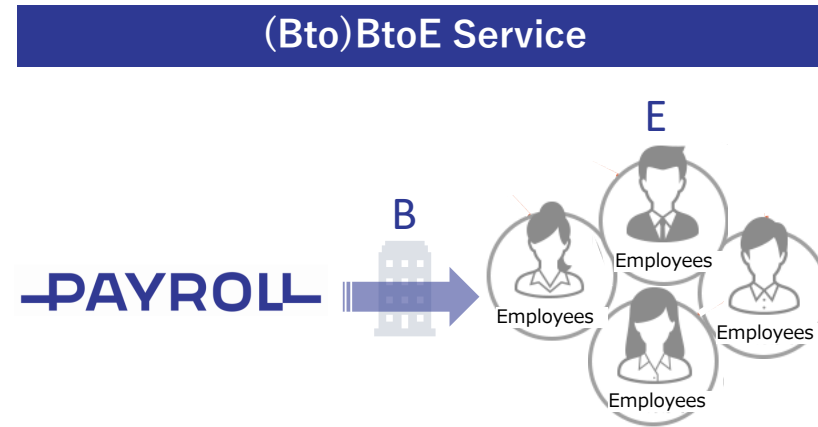 (Bto)BtoE Service
E
B
PAYROLL
Employees
Employees
Employees
Employees